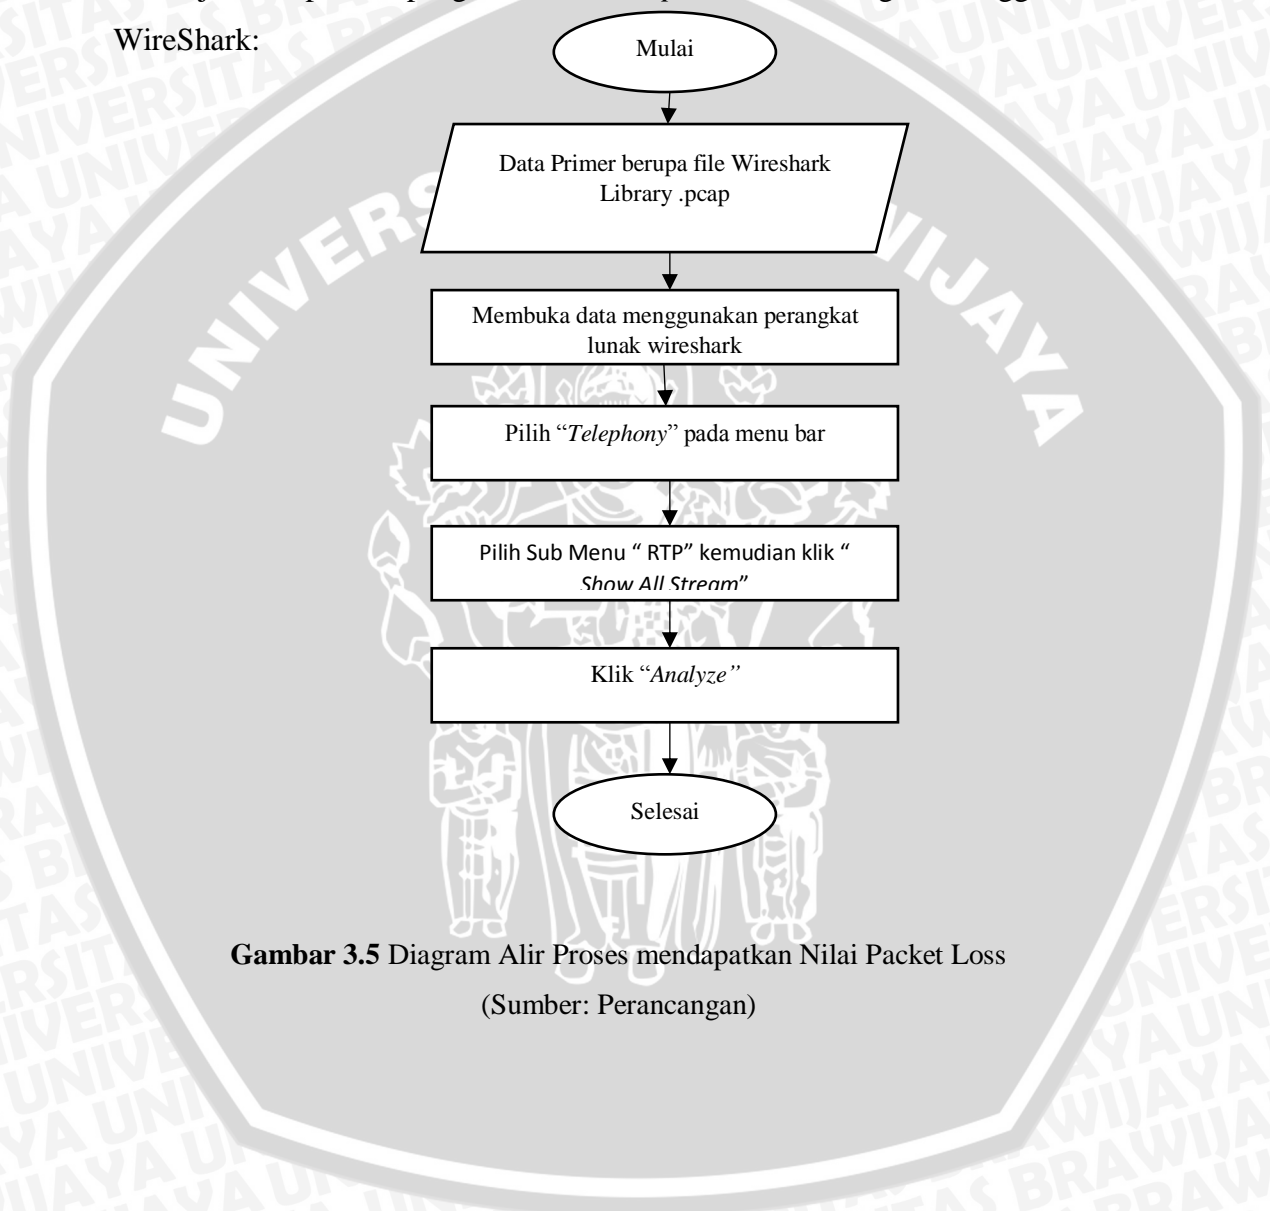 WireShark:
Mulai
Data Primer berupa file Wireshark
Library .pcap
Membuka data menggunakan perangkat
lunak wireshark
Pilih “Telephony” pada menu bar
Pilih Sub Menu “ RTP” kemudian klik “
Show All Stream”
Klik “Analyze”
Selesai
Gambar 3.5 Diagram Alir Proses mendapatkan Nilai Packet Loss
(Sumber: Perancangan)